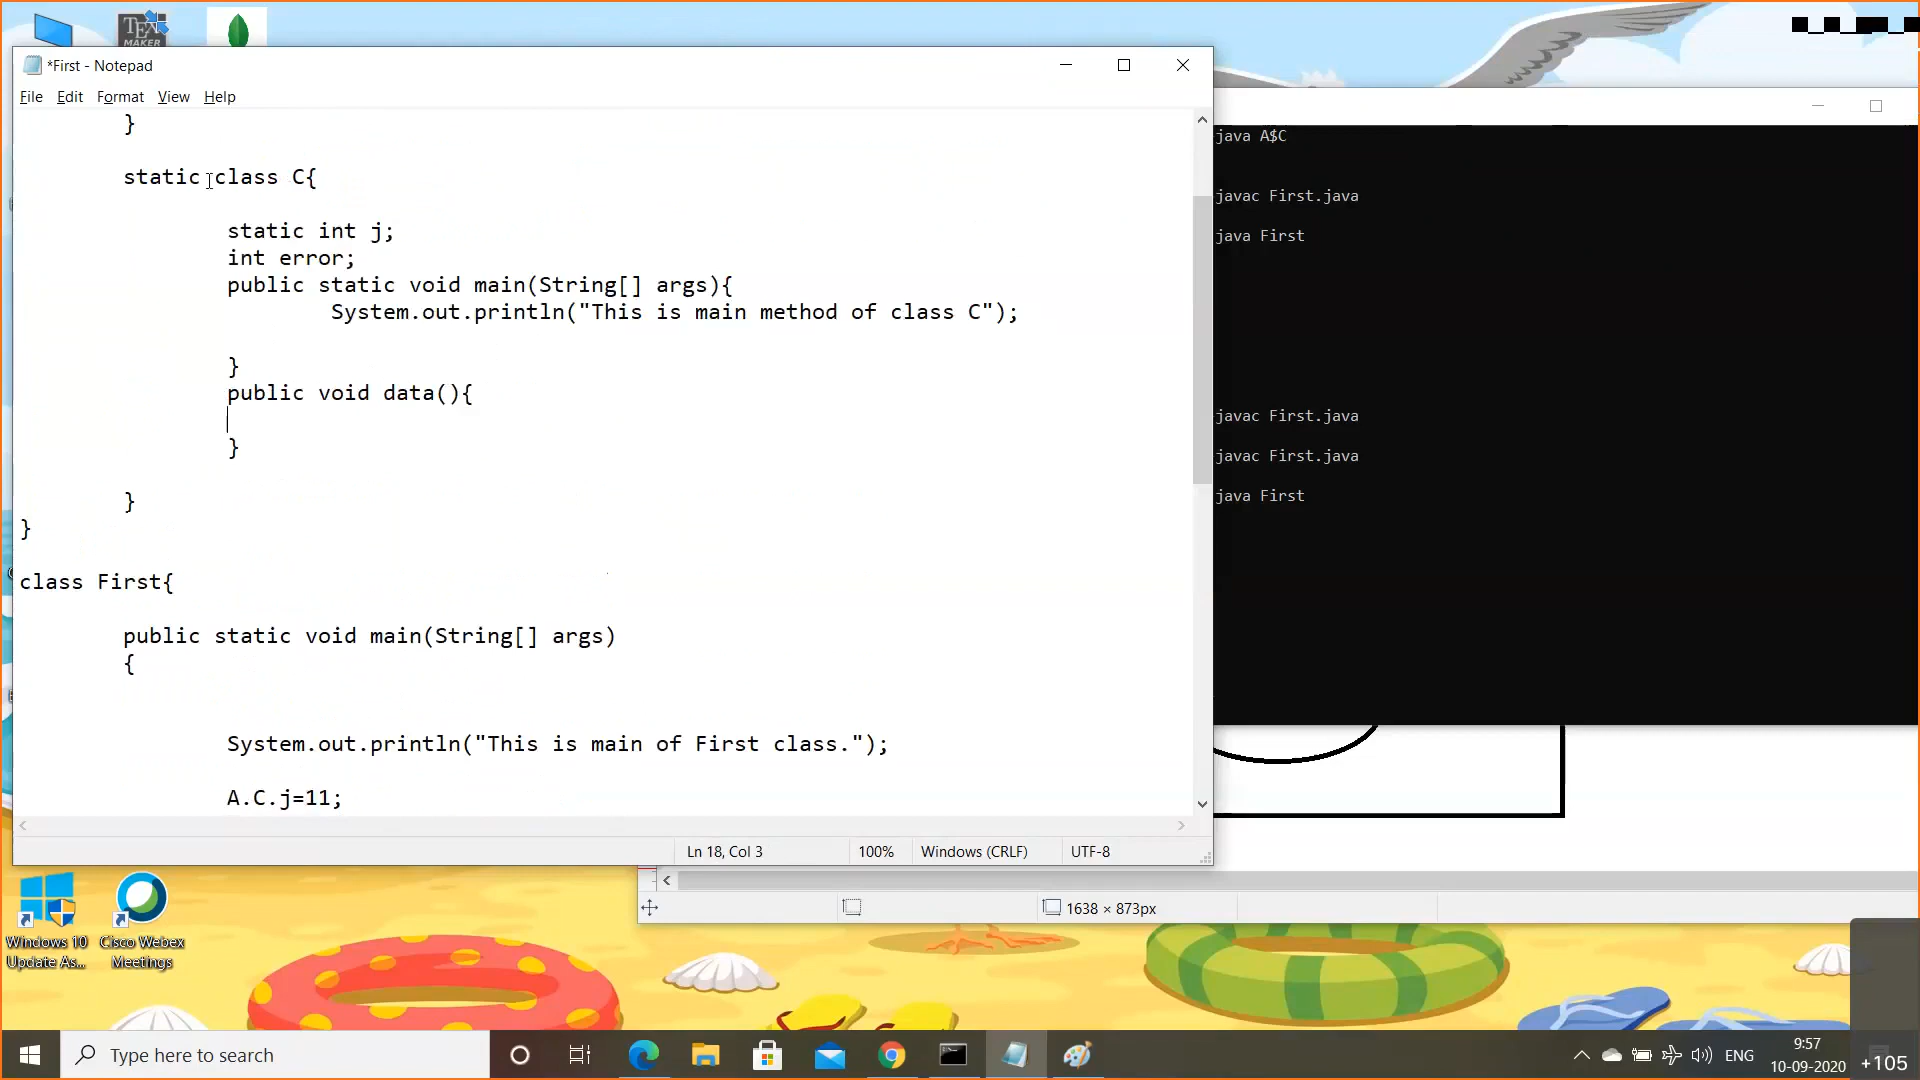 TEX
MAKER
*First - Notepad
File Edit Format View Help
}
static class C{
static int j;
int error;
public static void main(String[] args){
System.out.println("This is main method of class C");
}
public void data(){
}
}
}
class First{
public static void main(String[] args)
{
System.out.println("This is main of First class.");
A.C.j=11;
Ln 18, Col 3
100%
Windows (CRLF)
UTF-8
java A$C
javac First.java
java First
javac First.java
javac First.java
java First
1638 × 873px
Windows 10
Update As...
Cisco Webex
Meetings
Type here to search
ENG
9:57
10-09-2020
+105